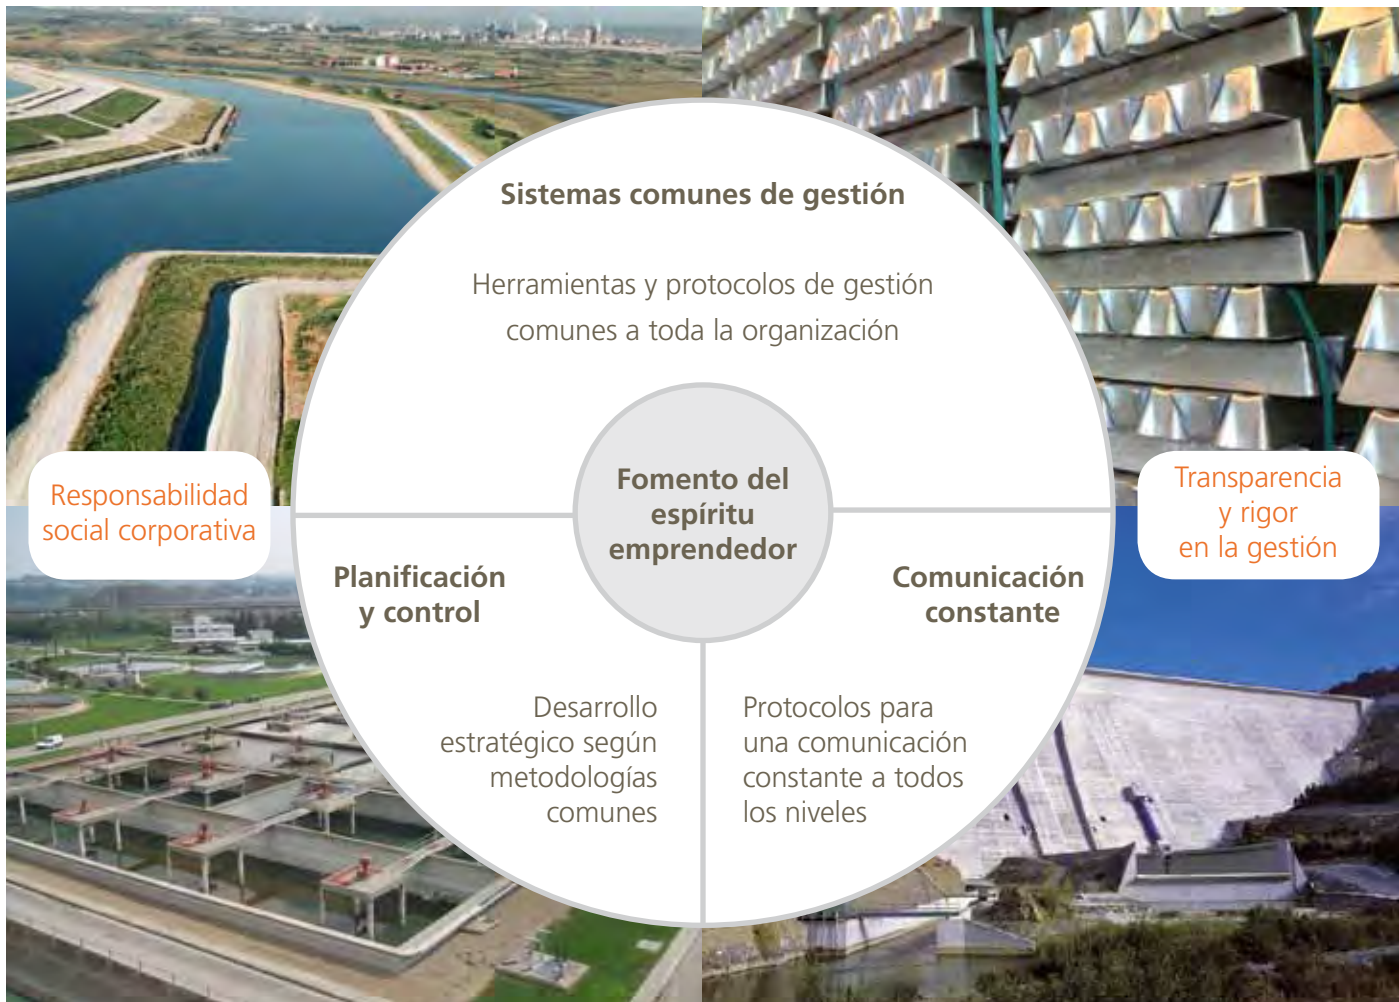 Sistemas comunes de gestión
Herramientas y protocolos de gestión
comunes a toda la organización
Fomento del
espíritu
emprendedor
Responsabilidad
social corporativa
Transparencia
y rigor
en la gestión
Planificación
y control
Desarrollo
estratégico según
metodologías
comunes
Comunicación
constante
Protocolos para
una comunicación
constante a todos
los niveles